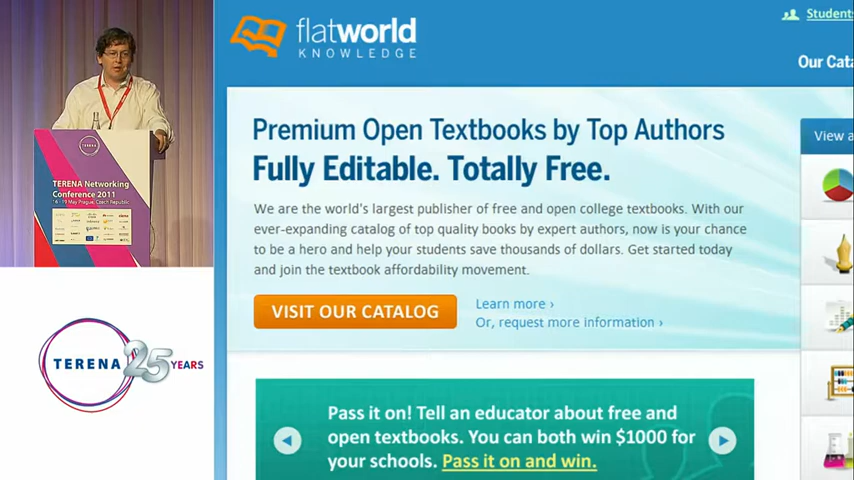 flatworld
KNOWLEDGE
Students
Our Cata
Premium Open Textbooks by Top Authors
Fully Editable. Totally Free.
We are the world's largest publisher of free and open college textbooks. With our
ever-expanding catalog of top quality books by expert authors, now is your chance
to be a hero and help your students save thousands of dollars. Get started today
and join the textbook affordability movement.
VISIT OUR CATALOG
Learn more ›
Or, request more information ›
View a
Pass it on! Tell an educator about free and
open textbooks. You can both win $1000 for
your schools. Pass it on and win.
TERENA Networking
Conference 2011
16 -19 May Prague, Czech Republic
TERENA 25 YEARS